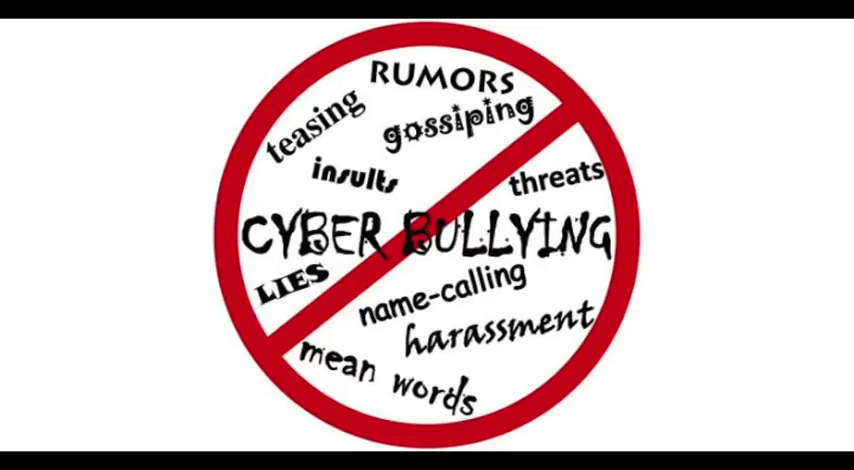 RUMORS
teasing
gossiping
insults
threats
CYBER BULLYING
LIES
name-calling
harassment
mean words